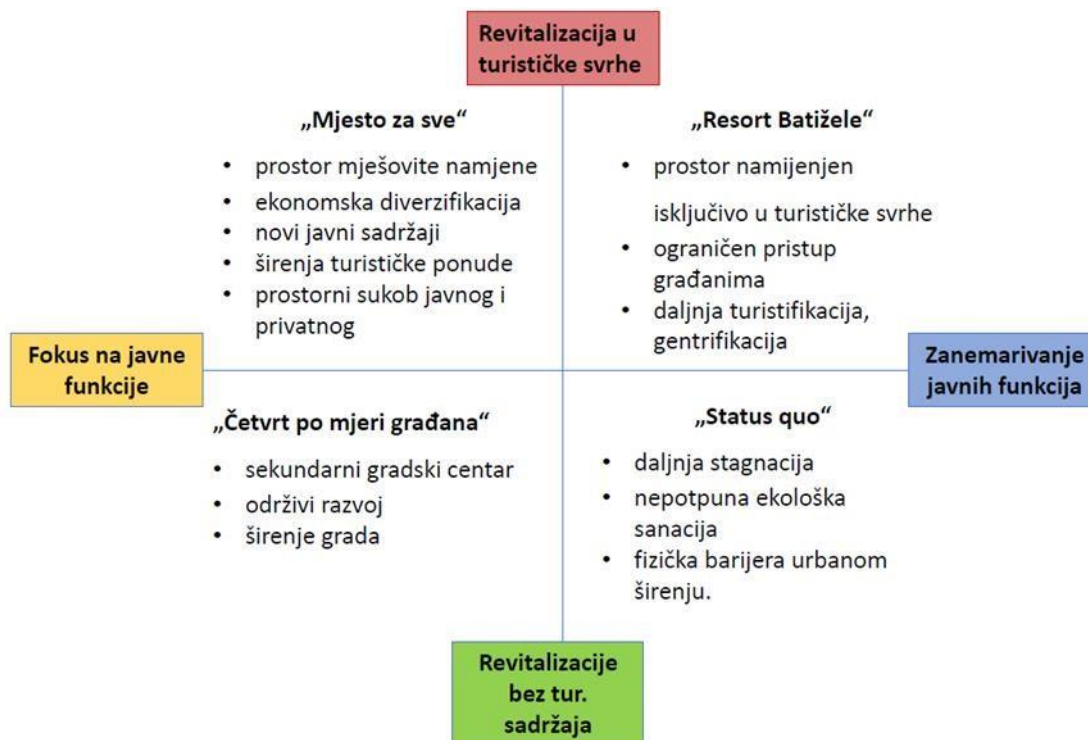 Revitalizacija u
turističke svrhe
„Mjesto za sve“
• prostor mješovite namjene
• ekonomska diverzifikacija
• novi javni sadržaji
• širenja turističke ponude
• prostorni sukob javnog i
privatnog
„Resort Batižele“
• prostor namijenjen
isključivo u turističke svrhe
• ograničen pristup
građanima
• daljnja turistifikacija,
gentrifikacija
Fokus na javne
funkcije
Zanemarivanje
javnih funkcija
„Četvrt po mjeri građana“
• sekundarni gradski centar
• održivi razvoj
• širenje grada
„Status quo“
• daljnja stagnacija
• nepotpuna ekološka
sanacija
• fizička barijera urbanom
širenju.
Revitalizacije
bez tur.
sadržaja